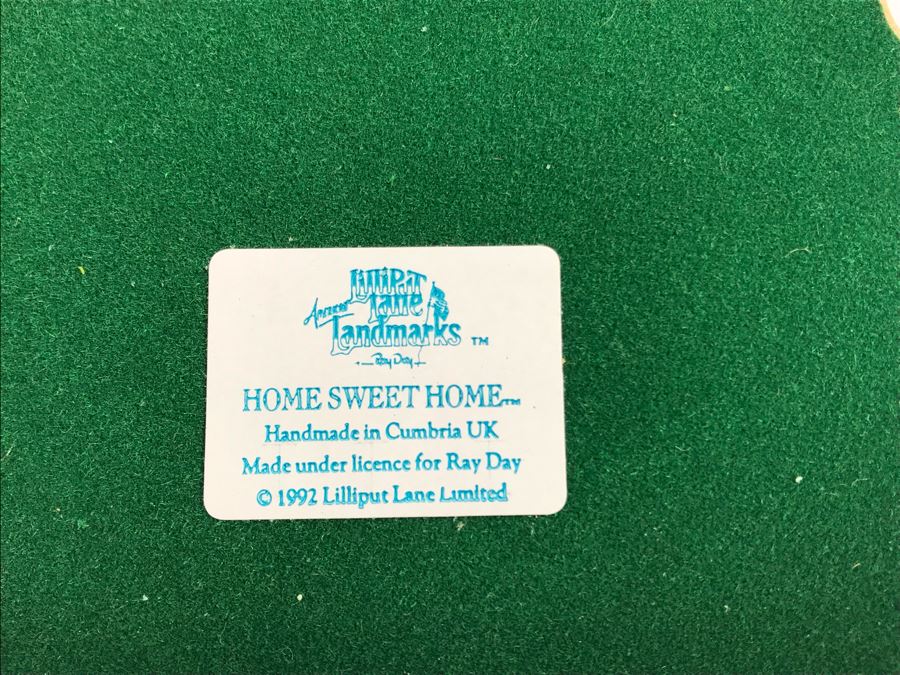 Lilliput
Lane
American
Landmarks ™
Ray Day
HOME SWEET HOME™
Handmade in Cumbria UK
Made under licence for Ray Day
© 1992 Lilliput Lane Limited